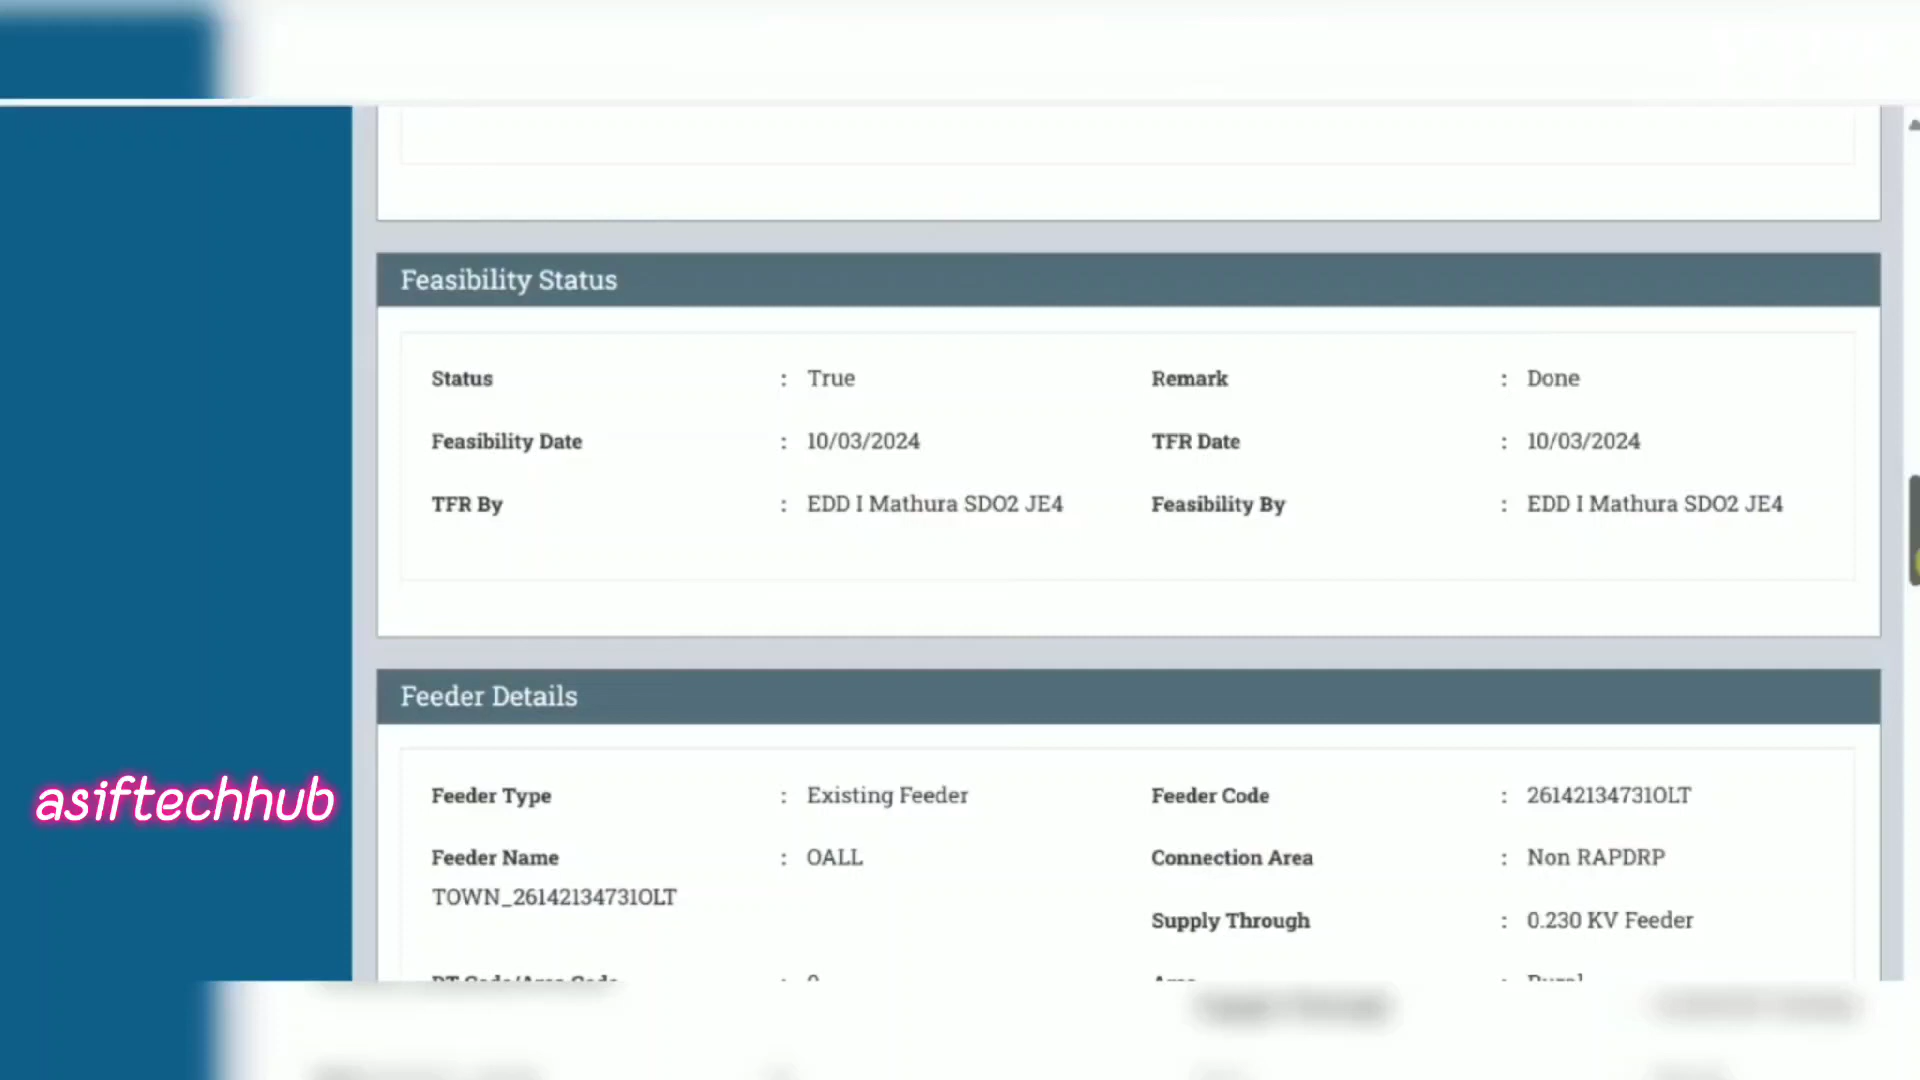 Feasibility Status
Status : True Remark : Done
Feasibility Date : 10/03/2024 TFR Date : 10/03/2024
TFR By : EDD I Mathura SDO2 JE4 Feasibility By : EDD I Mathura SDO2 JE4
Feeder Details
Feeder Type : Existing Feeder Feeder Code : 26142134731OLT
Feeder Name : OALL Connection Area : Non RAPDRP
TOWN_26142134731OLT
Supply Through : 0.230 KV Feeder
asiftechhub